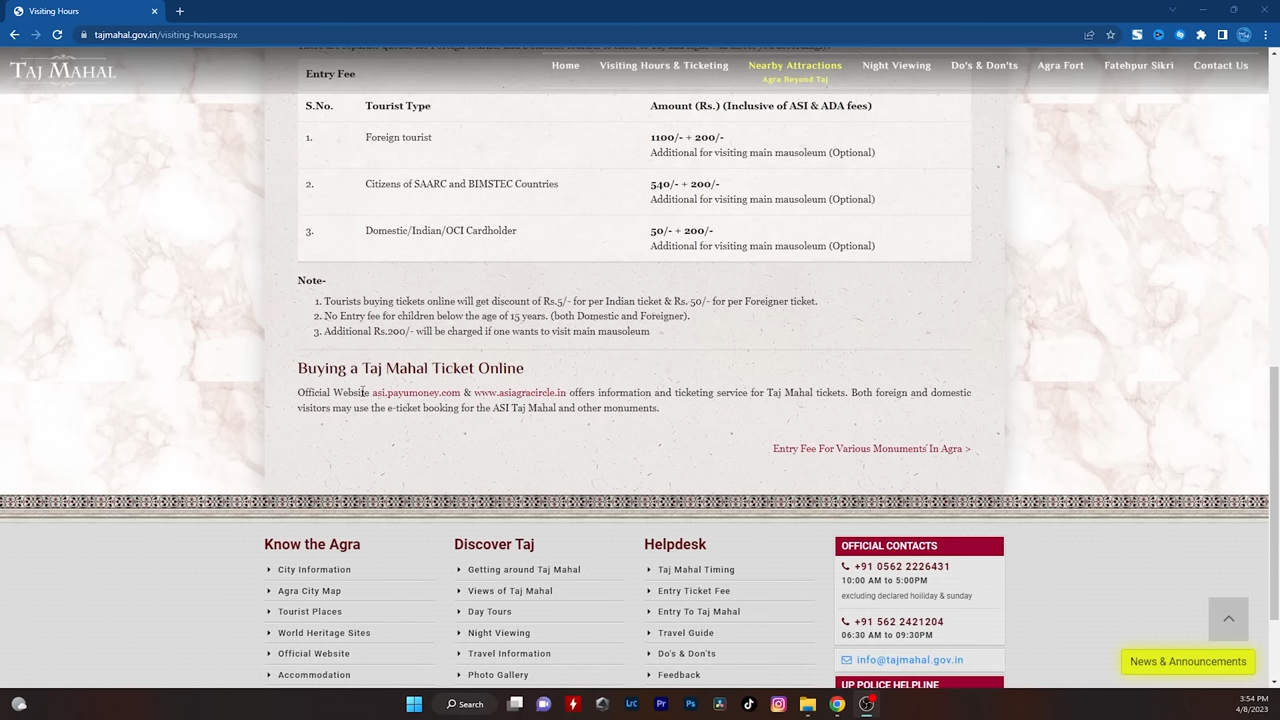 Visiting Hours
tajmahal.gov.in/visiting-hours.aspx
TAJ MAHAL
Home Visiting Hours & Ticketing Nearby Attractions Night Viewing Do's & Don'ts Agra Fort Fatehpur Sikri Contact Us
Agra Beyond Taj
Entry Fee
S.No. Tourist Type Amount (Rs.) (Inclusive of ASI & ADA fees)
1. Foreign tourist 1100/- + 200/-
Additional for visiting main mausoleum (Optional)
2. Citizens of SAARC and BIMSTEC Countries 540/- + 200/-
Additional for visiting main mausoleum (Optional)
3. Domestic/Indian/OCI Cardholder 50/- + 200/-
Additional for visiting main mausoleum (Optional)
Note-
1. Tourists buying tickets online will get discount of Rs.5/- for per Indian ticket & Rs. 50/- for per Foreigner ticket.
2. No Entry fee for children below the age of 15 years. (both Domestic and Foreigner).
3. Additional Rs.200/- will be charged if one wants to visit main mausoleum
Buying a Taj Mahal Ticket Online
Official Website asi.payumoney.com & www.asiagracircle.in offers information and ticketing service for Taj Mahal tickets. Both foreign and domestic
visitors may use the e-ticket booking for the ASI Taj Mahal and other monuments.
Entry Fee For Various Monuments In Agra >
Know the Agra
City Information
Agra City Map
Tourist Places
World Heritage Sites
Official Website
Accommodation
Discover Taj
Getting around Taj Mahal
Views of Taj Mahal
Day Tours
Night Viewing
Travel Information
Photo Gallery
Helpdesk
Taj Mahal Timing
Entry Ticket Fee
Entry To Taj Mahal
Travel Guide
Do's & Don'ts
Feedback
OFFICIAL CONTACTS
+91 0562 2226431
10:00 AM to 5:00PM
excluding declared hoiliday & sunday
+91 562 2421204
06:30 AM to 09:30PM
info@tajmahal.gov.in
UP POLICE HELPLINE
News & Announcements
Search
Lrc
Pr
Ps
3:54 PM
4/8/2023